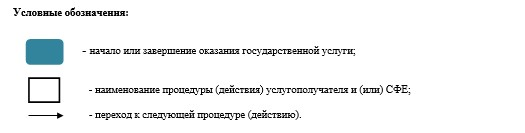 Условные обозначения:
- начало или завершение оказания государственной услуги;
- наименование процедуры (действия) услугополучателя и (или) СФЕ;
- переход к следующей процедуре (действию).